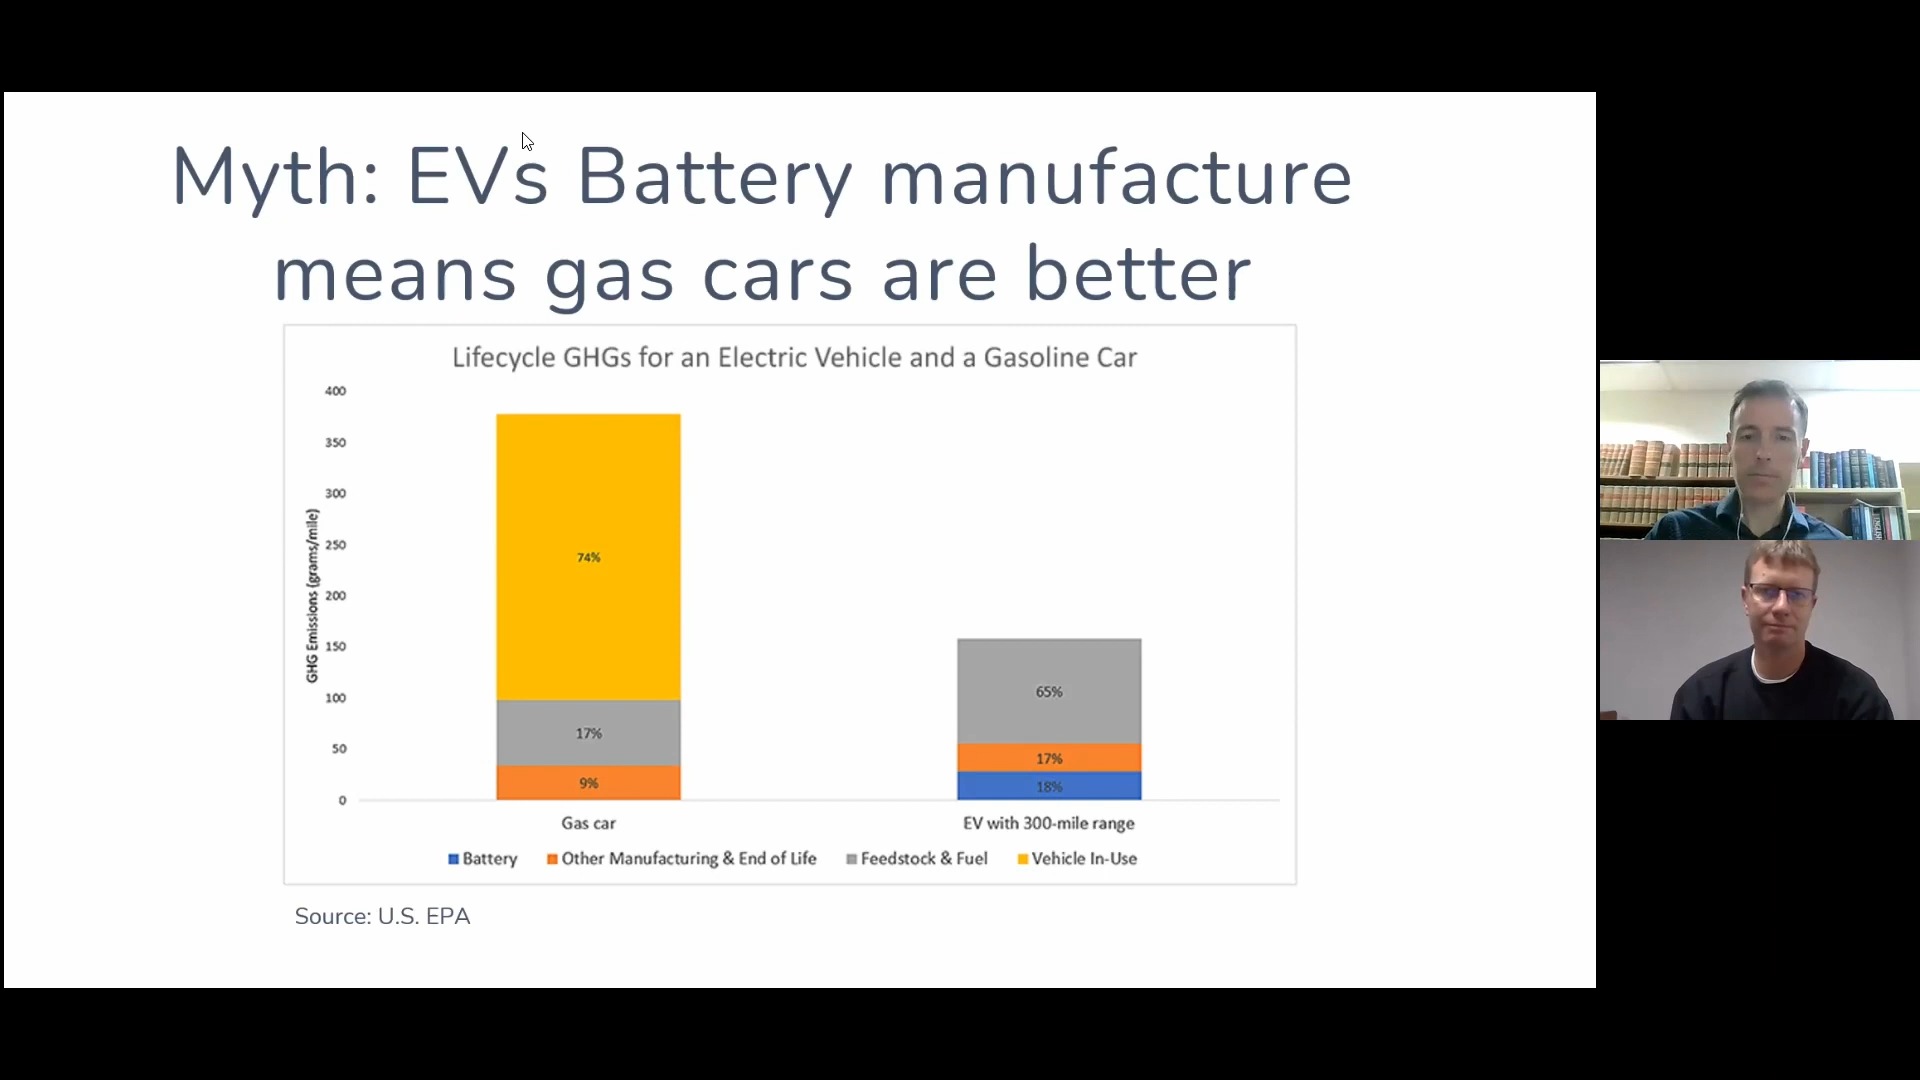 Myth: EVs Battery manufacture
means gas cars are better
Lifecycle GHGs for an Electric Vehicle and a Gasoline Car
GHG Emissions (grams/mile)
400
350
300
250
200
150
100
50
0
74%
17%
9%
65%
17%
18%
Gas car
EV with 300-mile range
Battery
Other Manufacturing & End of Life
Feedstock & Fuel
Vehicle In-Use
Source: U.S. EPA